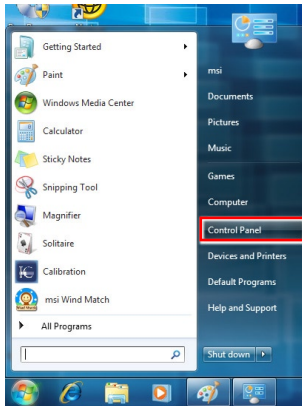 Getting Started
Paint
Windows Media Center
Calculator
Sticky Notes
Snipping Tool
Magnifier
Solitaire
Calibration
msi Wind Match
All Programs
msi
Documents
Pictures
Music
Games
Computer
Control Panel
Devices and Printers
Default Programs
Help and Support
Shut down